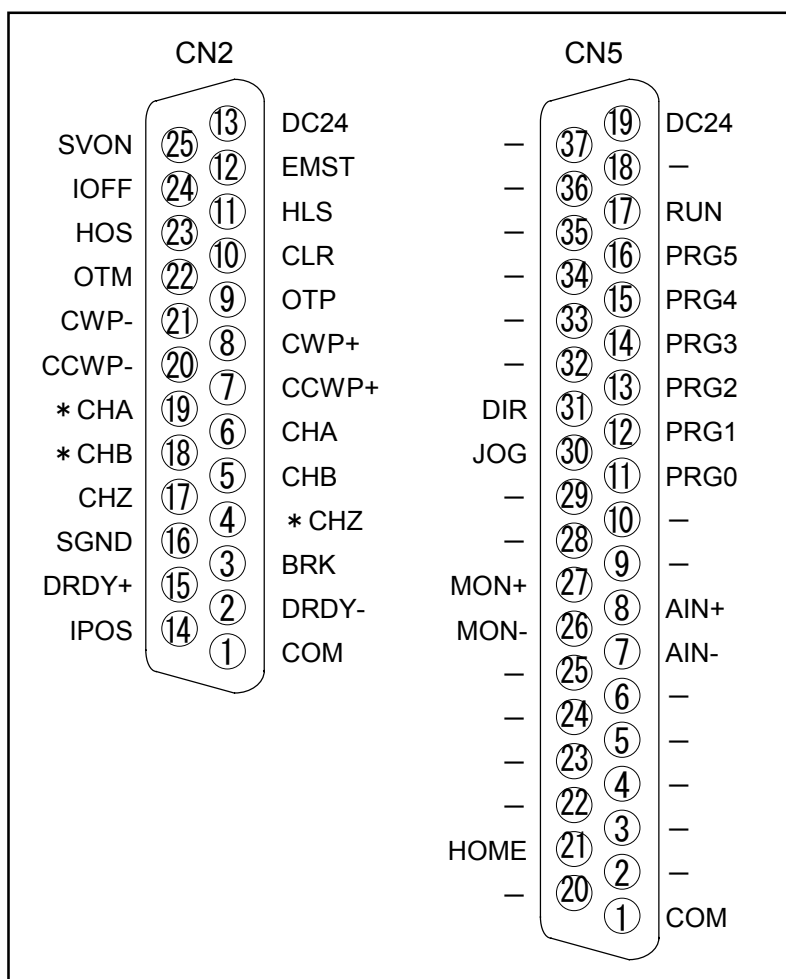 CN2
13 DC24
SVON 25
12 EMST
IOFF 24
11 HLS
HOS 23
10 CLR
OTM 22
9 OTP
CWP- 21
8 CWP+
CCWP- 20
7 CCWP+
*CHA 19
6 CHA
*CHB 18
5 CHB
CHZ 17
4 *CHZ
SGND 16
3 BRK
DRDY+ 15
2 DRDY-
IPOS 14
1 COM
CN5
19 DC24
– 37
18 –
– 36
17 RUN
– 35
16 PRG5
– 34
15 PRG4
– 33
14 PRG3
– 32
13 PRG2
DIR 31
12 PRG1
JOG 30
11 PRG0
– 29
10 –
– 28
9 –
MON+ 27
8 AIN+
MON- 26
7 AIN-
– 25
6 –
– 24
5 –
– 23
4 –
– 22
3 –
HOME 21
2 –
– 20
1 COM